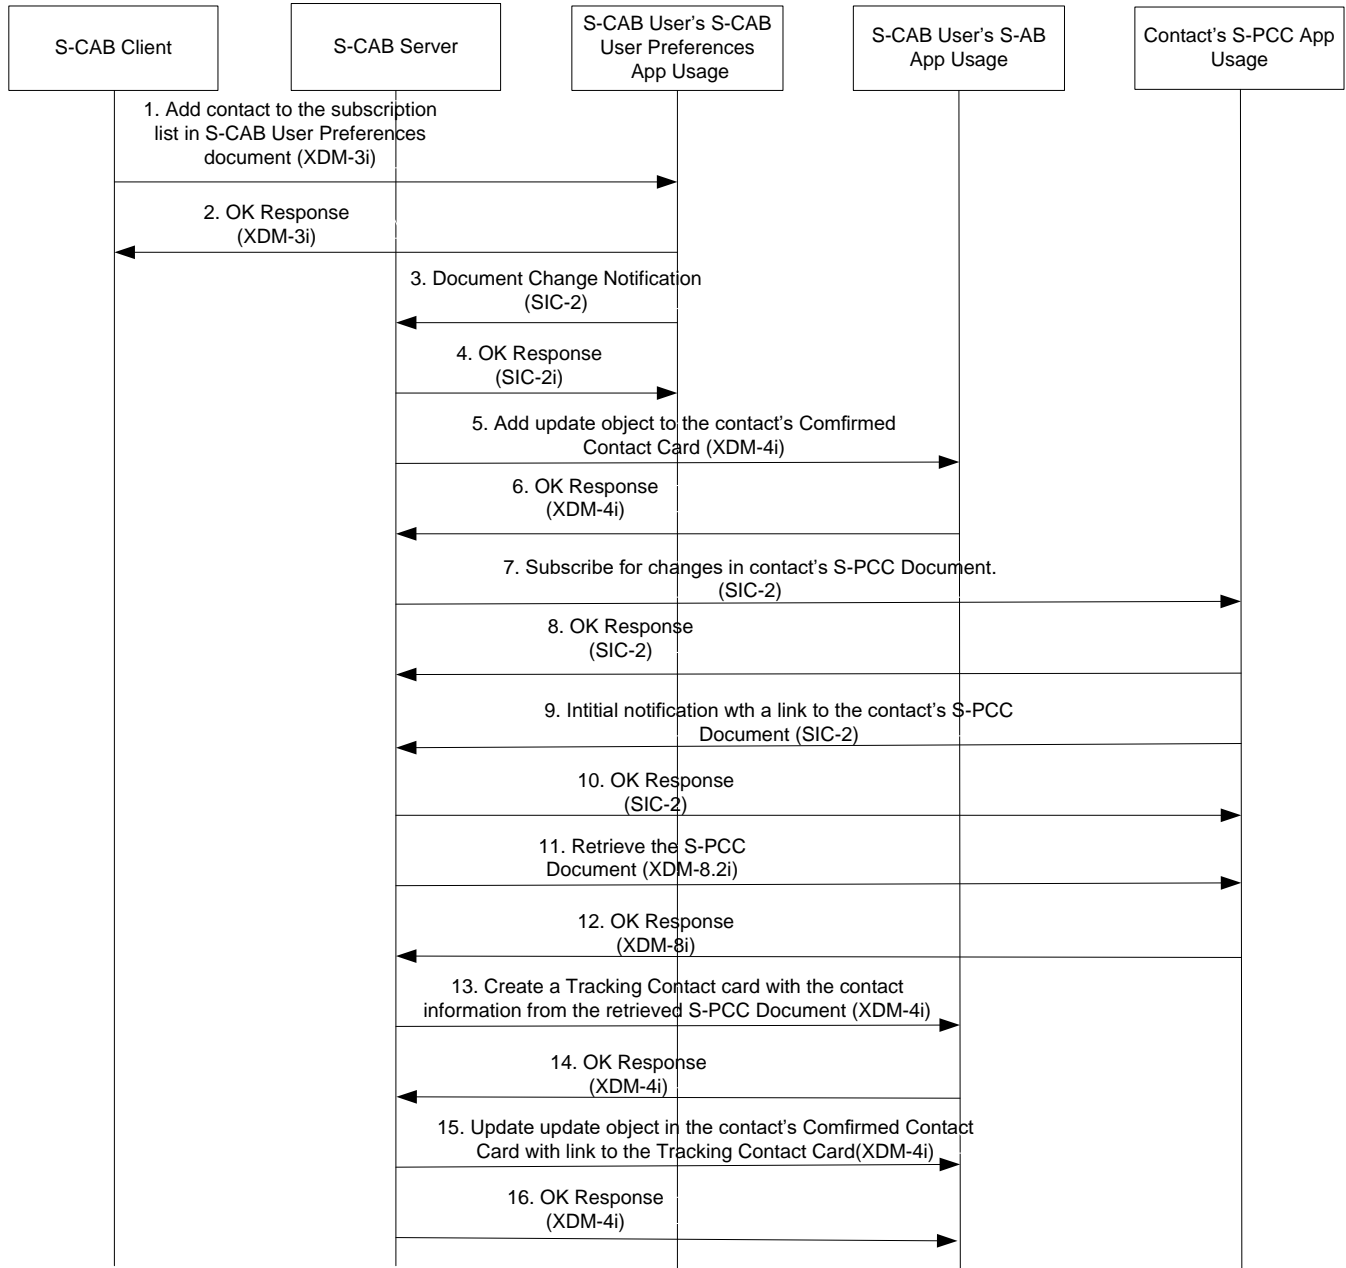 S-CAB Client
S-CAB Server
S-CAB User's S-CAB
User Preferences
App Usage
S-CAB User's S-AB
App Usage
Contact's S-PCC App
Usage
1. Add contact to the subscription
list in S-CAB User Preferences
document (XDM-3i)
2. OK Response
(XDM-3i)
3. Document Change Notification
(SIC-2)
4. OK Response
(SIC-2i)
5. Add update object to the contact's Comfirmed
Contact Card (XDM-4i)
6. OK Response
(XDM-4i)
7. Subscribe for changes in contact's S-PCC Document.
(SIC-2)
8. OK Response
(SIC-2)
9. Intitial notification wth a link to the contact's S-PCC
Document (SIC-2)
10. OK Response
(SIC-2)
11. Retrieve the S-PCC
Document (XDM-8.2i)
12. OK Response
(XDM-8i)
13. Create a Tracking Contact card with the contact
information from the retrieved S-PCC Document (XDM-4i)
14. OK Response
(XDM-4i)
15. Update update object in the contact's Comfirmed Contact
Card with link to the Tracking Contact Card(XDM-4i)
16. OK Response
(XDM-4i)